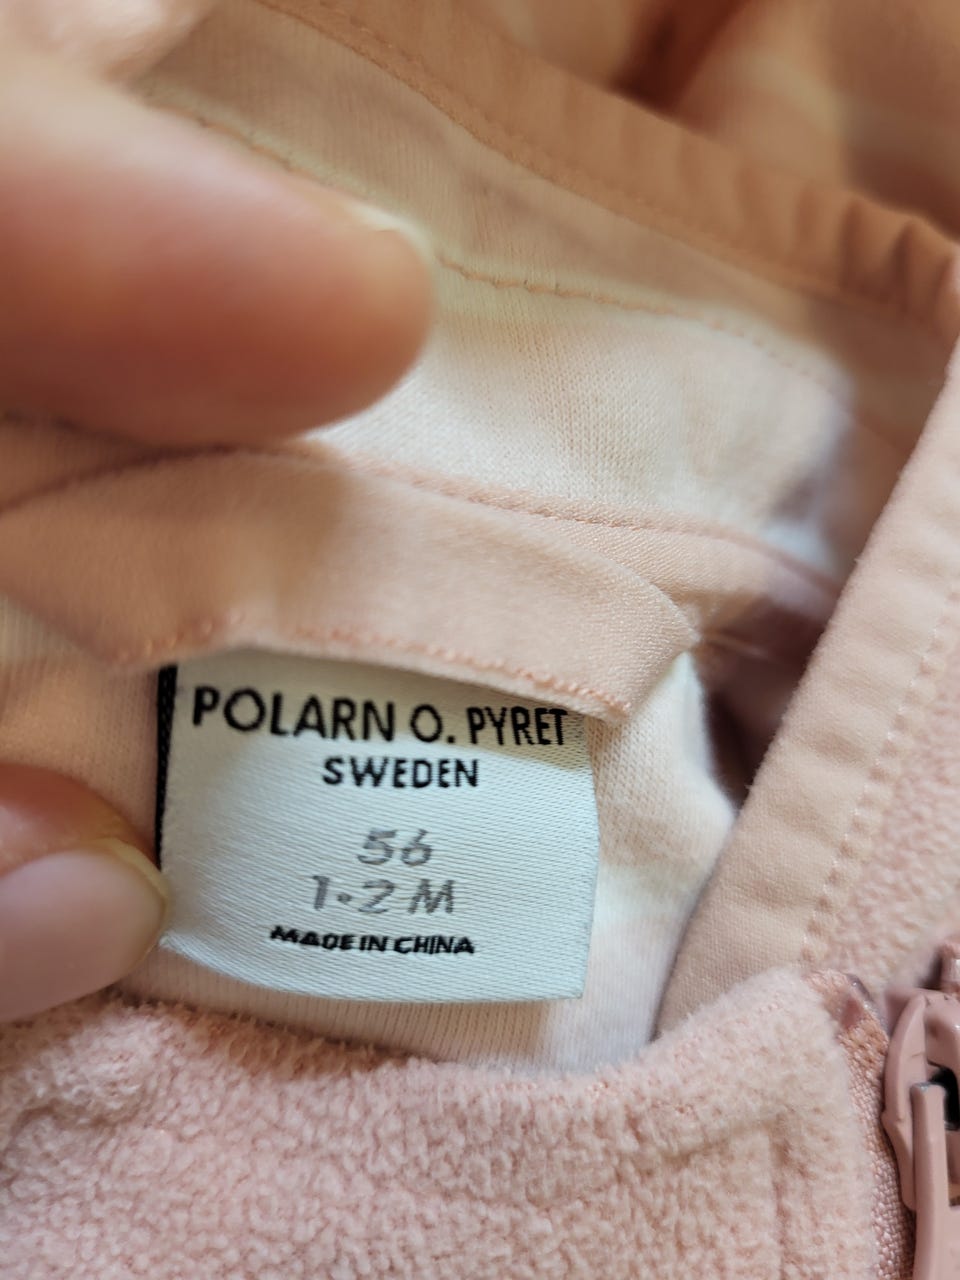 POLARN O. PYRET
SWEDEN
56
1-2 M
MADE IN CHINA